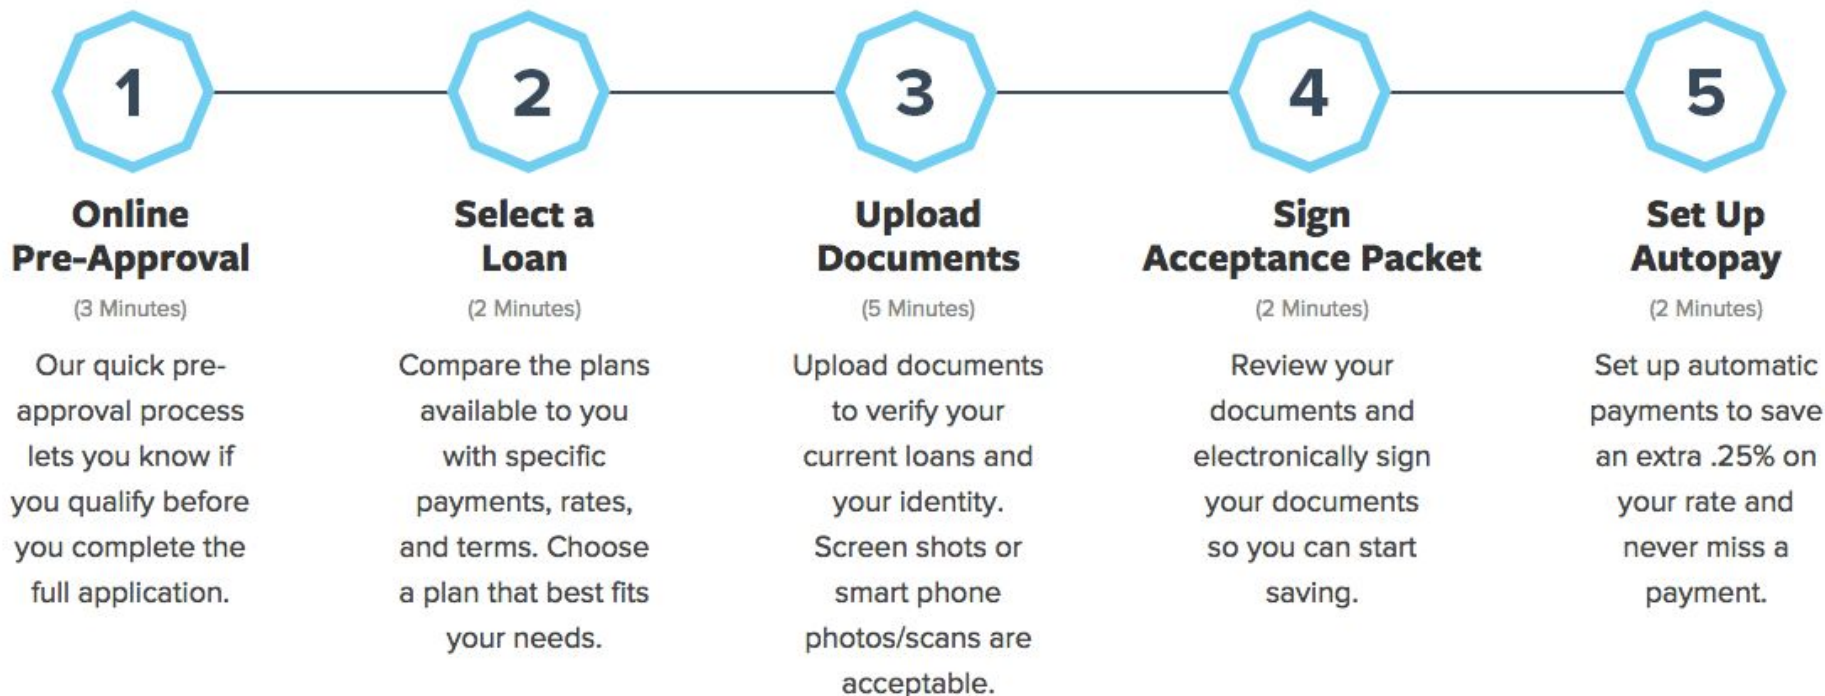 1
Online
Pre-Approval
(3 Minutes)
Our quick pre-
approval process
lets you know if
you qualify before
you complete the
full application.
2
Select a
Loan
(2 Minutes)
Compare the plans
available to you
with specific
payments, rates,
and terms. Choose
a plan that best fits
your needs.
3
Upload
Documents
(5 Minutes)
Upload documents
to verify your
current loans and
your identity.
Screen shots or
smart phone
photos/scans are
acceptable.
4
Sign
Acceptance Packet
(2 Minutes)
Review your
documents and
electronically sign
your documents
so you can start
saving.
5
Set Up
Autopay
(2 Minutes)
Set up automatic
payments to save
an extra .25% on
your rate and
never miss a
payment.